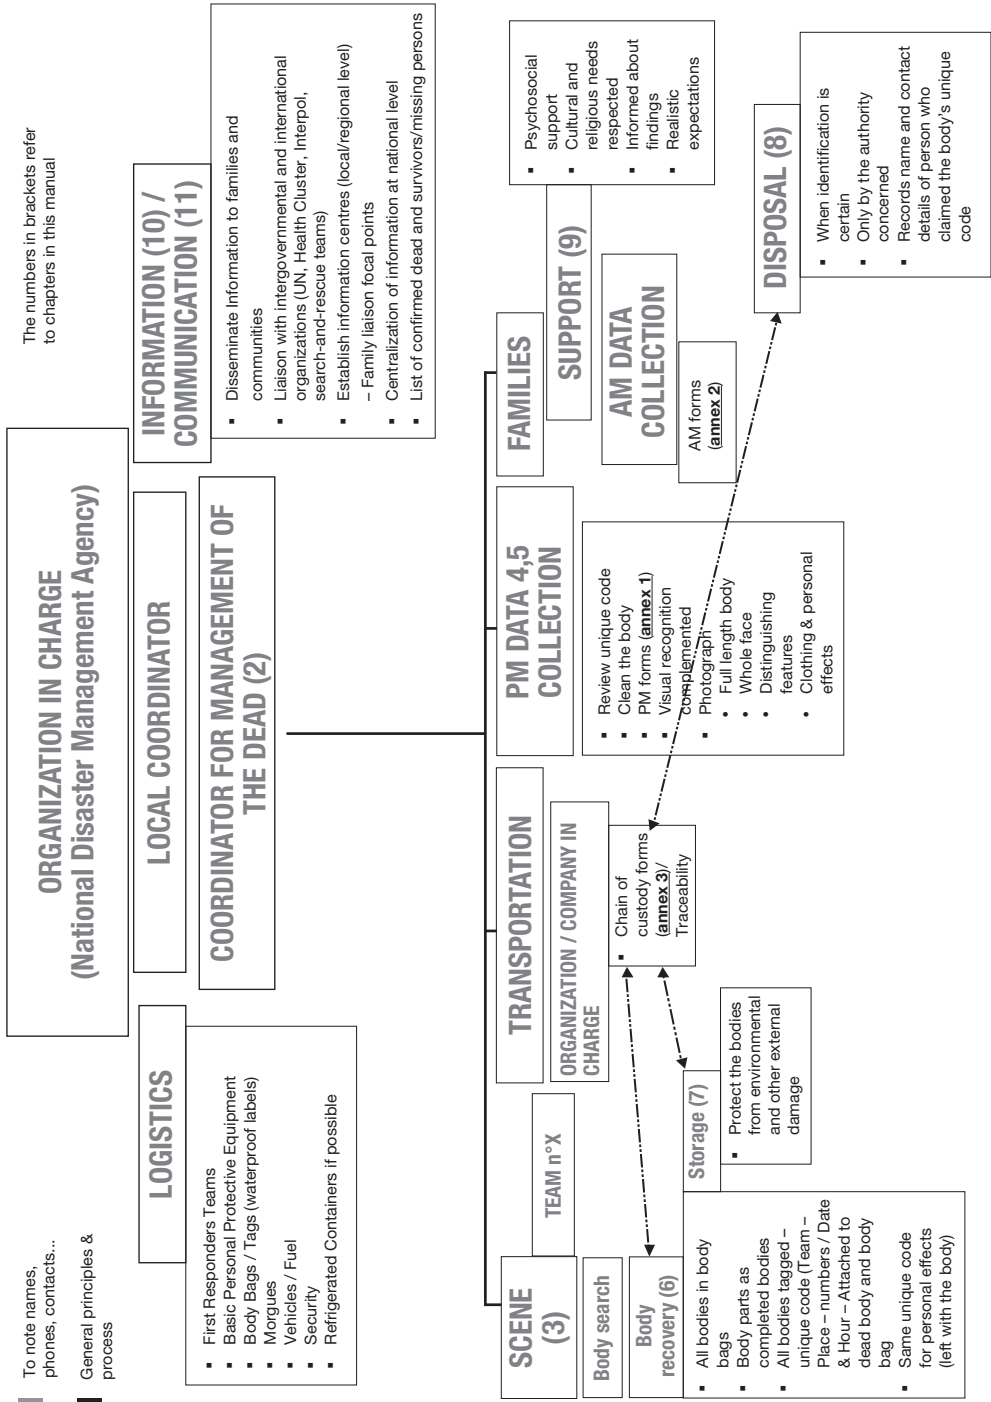 To note names,
phones, contacts...
General principles &
process
The numbers in brackets refer
to chapters in this manual
ORGANIZATION IN CHARGE
(National Disaster Management Agency)
LOGISTICS
▪ First Responders Teams
▪ Basic Personal Protective Equipment
▪ Body Bags / Tags (waterproof labels)
▪ Morgues
▪ Vehicles / Fuel
▪ Security
▪ Refrigerated Containers if possible
LOCAL COORDINATOR
COORDINATOR FOR MANAGEMENT OF
THE DEAD (2)
INFORMATION (10) /
COMMUNICATION (11)
▪ Disseminate Information to families and
communities
▪ Liaison with intergovernmental and international
organizations (UN, Health Cluster, Interpol,
search-and-rescue teams)
▪ Establish information centres (local/regional level)
– Family liaison focal points
▪ Centralization of information at national level
▪ List of confirmed dead and survivors/missing persons
SCENE
(3)
TEAM n°X
Body search
Body
recovery (6)
▪ All bodies in body
bags
▪ Body parts as
completed bodies
▪ All bodies tagged –
unique code (Team –
Place – numbers / Date
& Hour – Attached to
dead body and body
bag
▪ Same unique code
for personal effects
(left with the body)
Storage (7)
▪ Protect the bodies
from environmental
and other external
damage
TRANSPORTATION
ORGANIZATION / COMPANY IN
CHARGE
▪ Chain of
custody forms
(annex 3)/
Traceability
PM DATA 4,5
COLLECTION
▪ Review unique code
▪ Clean the body
▪ PM forms (annex 1)
▪ Visual recognition
complemented
▪ Photograph
• Full length body
• Whole face
• Distinguishing
features
• Clothing & personal
effects
FAMILIES
SUPPORT (9)
▪ Psychosocial
support
▪ Cultural and
religious needs
respected
▪ Informed about
findings
▪ Realistic
expectations
AM DATA
COLLECTION
AM forms
(annex 2)
DISPOSAL (8)
▪ When identification is
certain
▪ Only by the authority
concerned
▪ Records name and contact
details of person who
claimed the body's unique
code